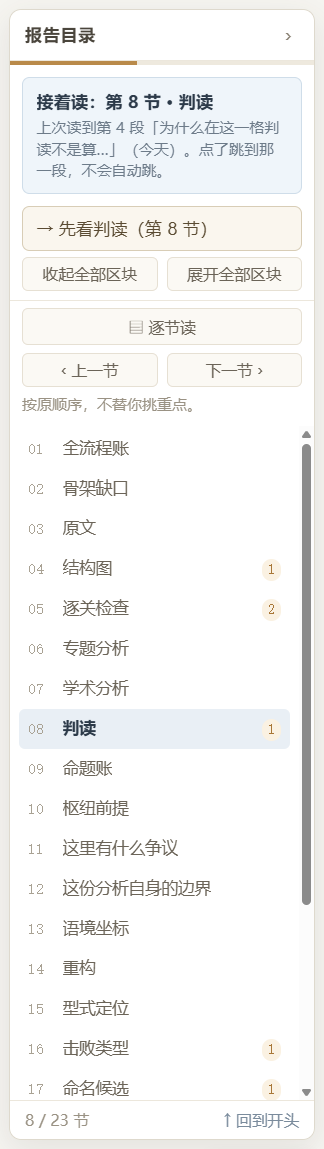 报告目录 ›
接着读：第 8 节 · 判读
上次读到第 4 段「为什么在这一格判
读不是算…」（今天）。点了跳到那
一段，不会自动跳。
→ 先看判读（第 8 节）
收起全部区块 展开全部区块
逐节读
‹ 上一节 下一节 ›
按原顺序，不替你挑重点。
01 全流程账
02 骨架缺口
03 原文
04 结构图 1
05 逐关检查 2
06 专题分析
07 学术分析
08 判读 1
09 命题账
10 枢纽前提
11 这里有什么争议
12 这份分析自身的边界
13 语境坐标
14 重构
15 型式定位
16 击败类型 1
17 命名候选 1
8 / 23 节 ↑ 回到开头